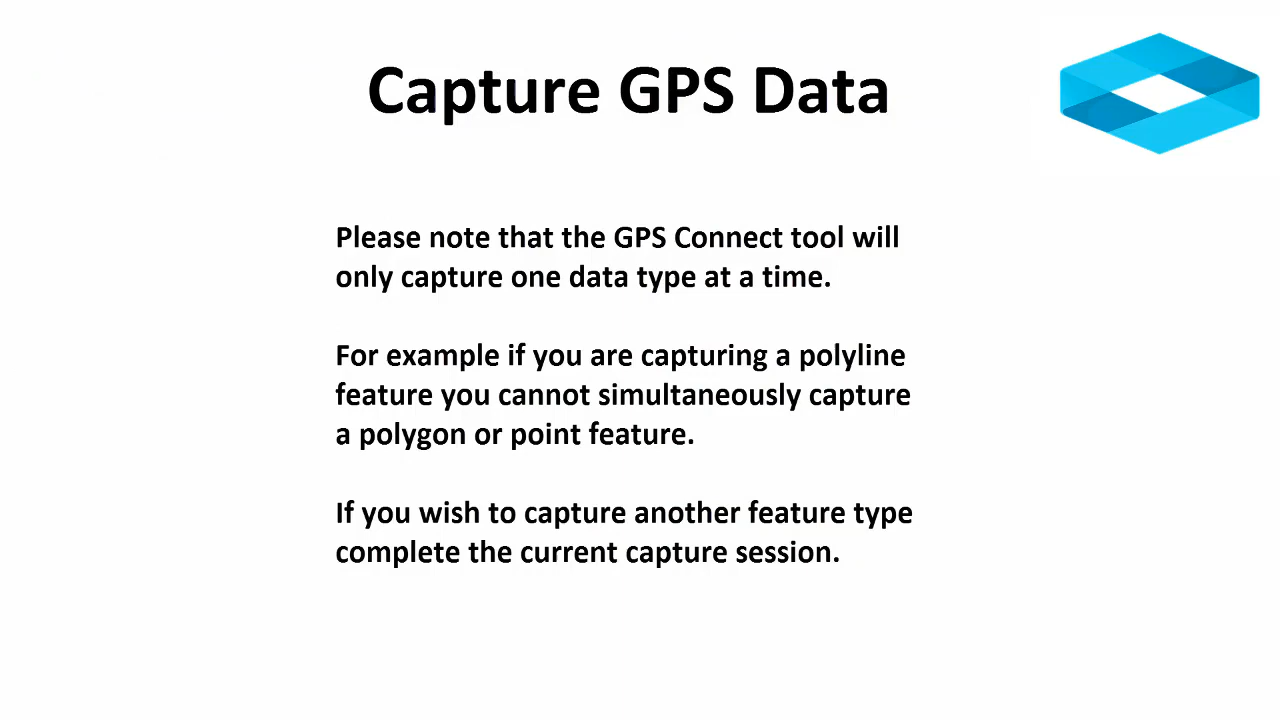 Capture GPS Data
Please note that the GPS Connect tool will
only capture one data type at a time.
For example if you are capturing a polyline
feature you cannot simultaneously capture
a polygon or point feature.
If you wish to capture another feature type
complete the current capture session.